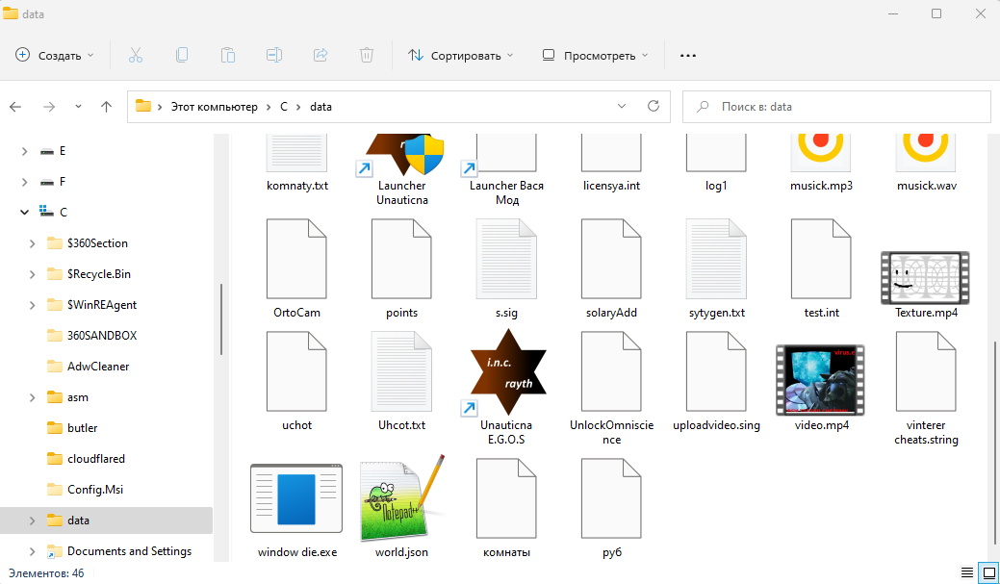 data
Создать
Сортировать
Просмотреть
Этот компьютер
C
data
Поиск в: data
E
F
C
$360Section
$Recycle.Bin
$WinREAgent
360SANDBOX
AdwCleaner
asm
butler
cloudflared
Config.Msi
data
Documents and Settings
komnaty.txt
Launcher
Unauticna
Launcher Вася
Мод
licensya.int
log1
musick.mp3
musick.wav
OrtoCam
points
s.sig
solaryAdd
sytygen.txt
test.int
Texture.mp4
i.n.c.
rayth
virus.e
uchot
Uhcot.txt
Unauticna
E.G.O.S
UnlockOmniscie
nce
uploadvideo.sing
video.mp4
vinterer
cheats.string
Notepad++
window die.exe
world.json
комнаты
руб
Элементов: 46